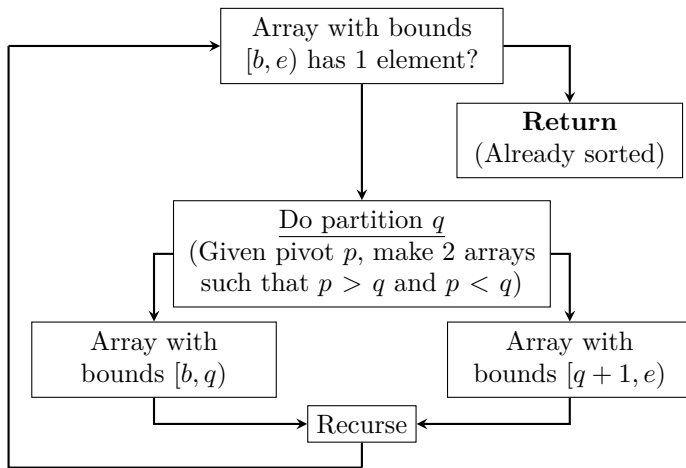 Array with bounds
[b, e) has 1 element?
Return
(Already sorted)
Do partition q
(Given pivot p, make 2 arrays
such that p > q and p < q)
Array with
bounds [b, q)
Array with
bounds [q + 1, e)
Recurse